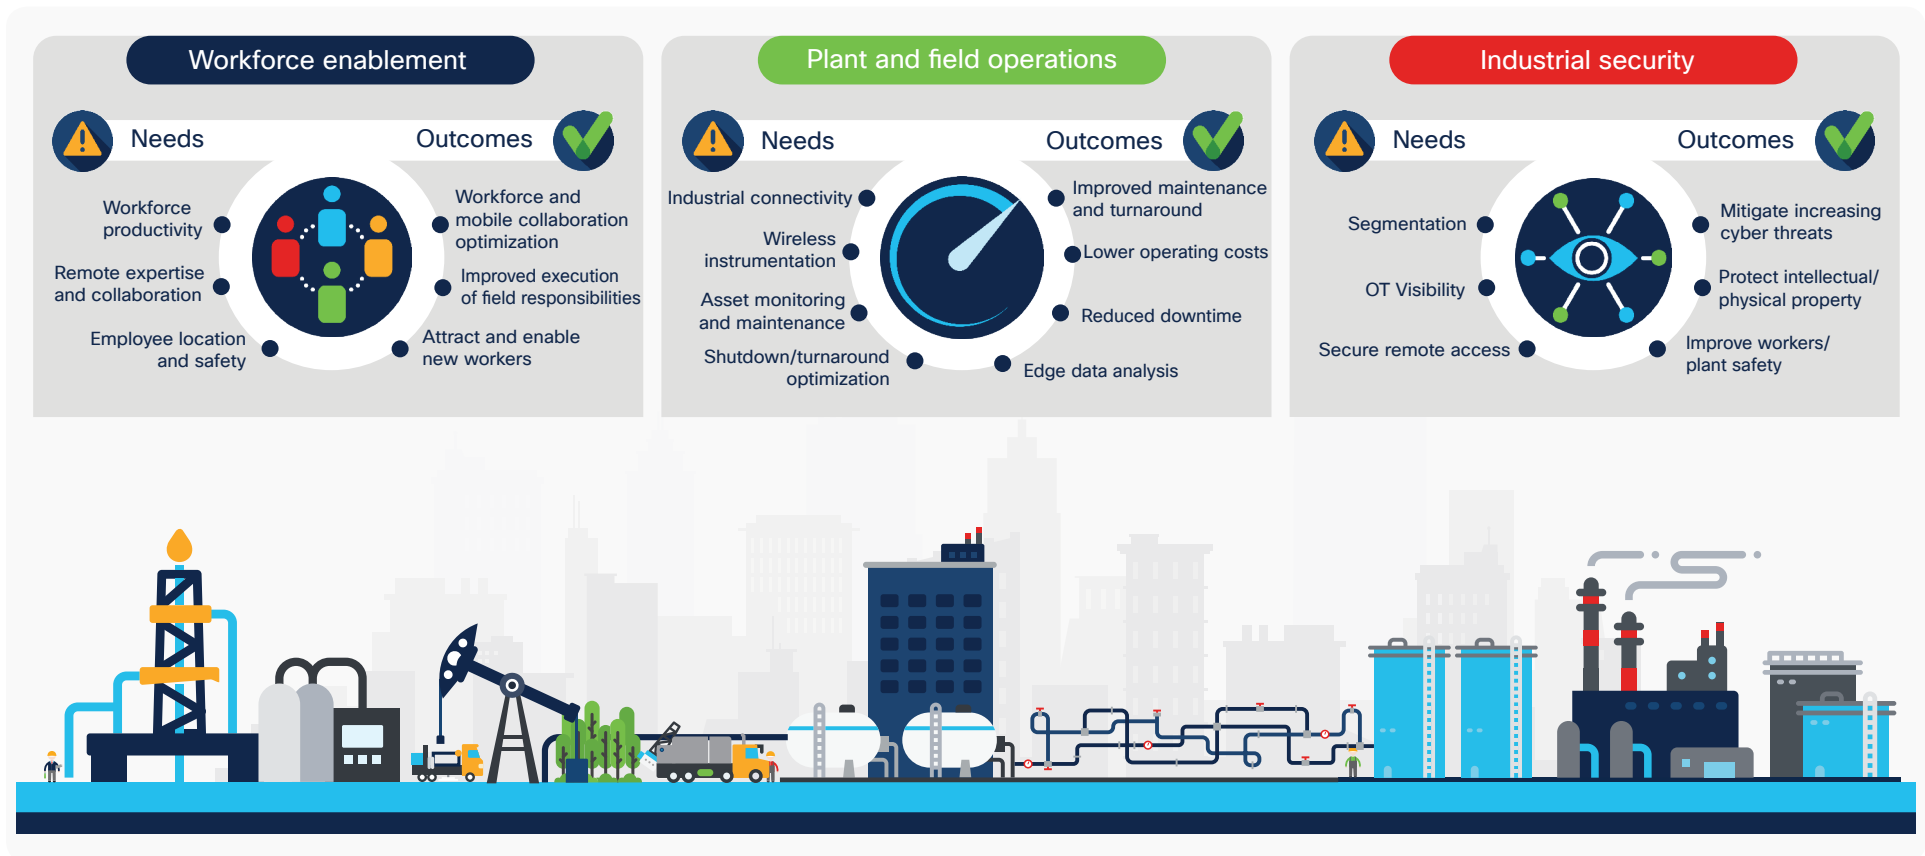 Workforce enablement
Needs
Outcomes
Workforce
productivity
Remote expertise
and collaboration
Employee location
and safety
Workforce and
mobile collaboration
optimization
Improved execution
of field responsibilities
Attract and enable
new workers
Plant and field operations
Needs
Outcomes
Industrial connectivity
Wireless
instrumentation
Asset monitoring
and maintenance
Shutdown/turnaround
optimization
Improved maintenance
and turnaround
Lower operating costs
Reduced downtime
Edge data analysis
Industrial security
Needs
Outcomes
Segmentation
OT Visibility
Secure remote access
Mitigate increasing
cyber threats
Protect intellectual/
physical property
Improve workers/
plant safety